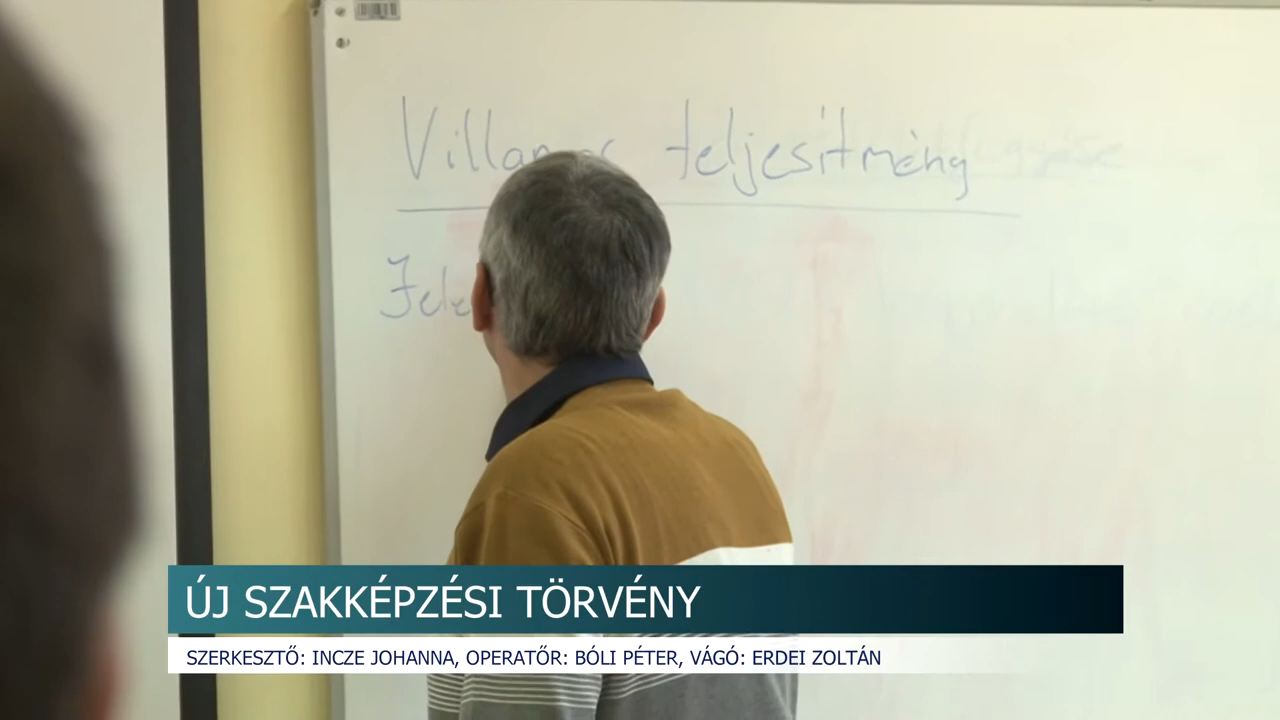 teljesítmény
ÚJ SZAKKÉPZÉSI TÖRVÉNY
SZERKESZTŐ: INCZE JOHANNA, OPERATŐR: BÓLI PÉTER, VÁGÓ: ERDEI ZOLTÁN